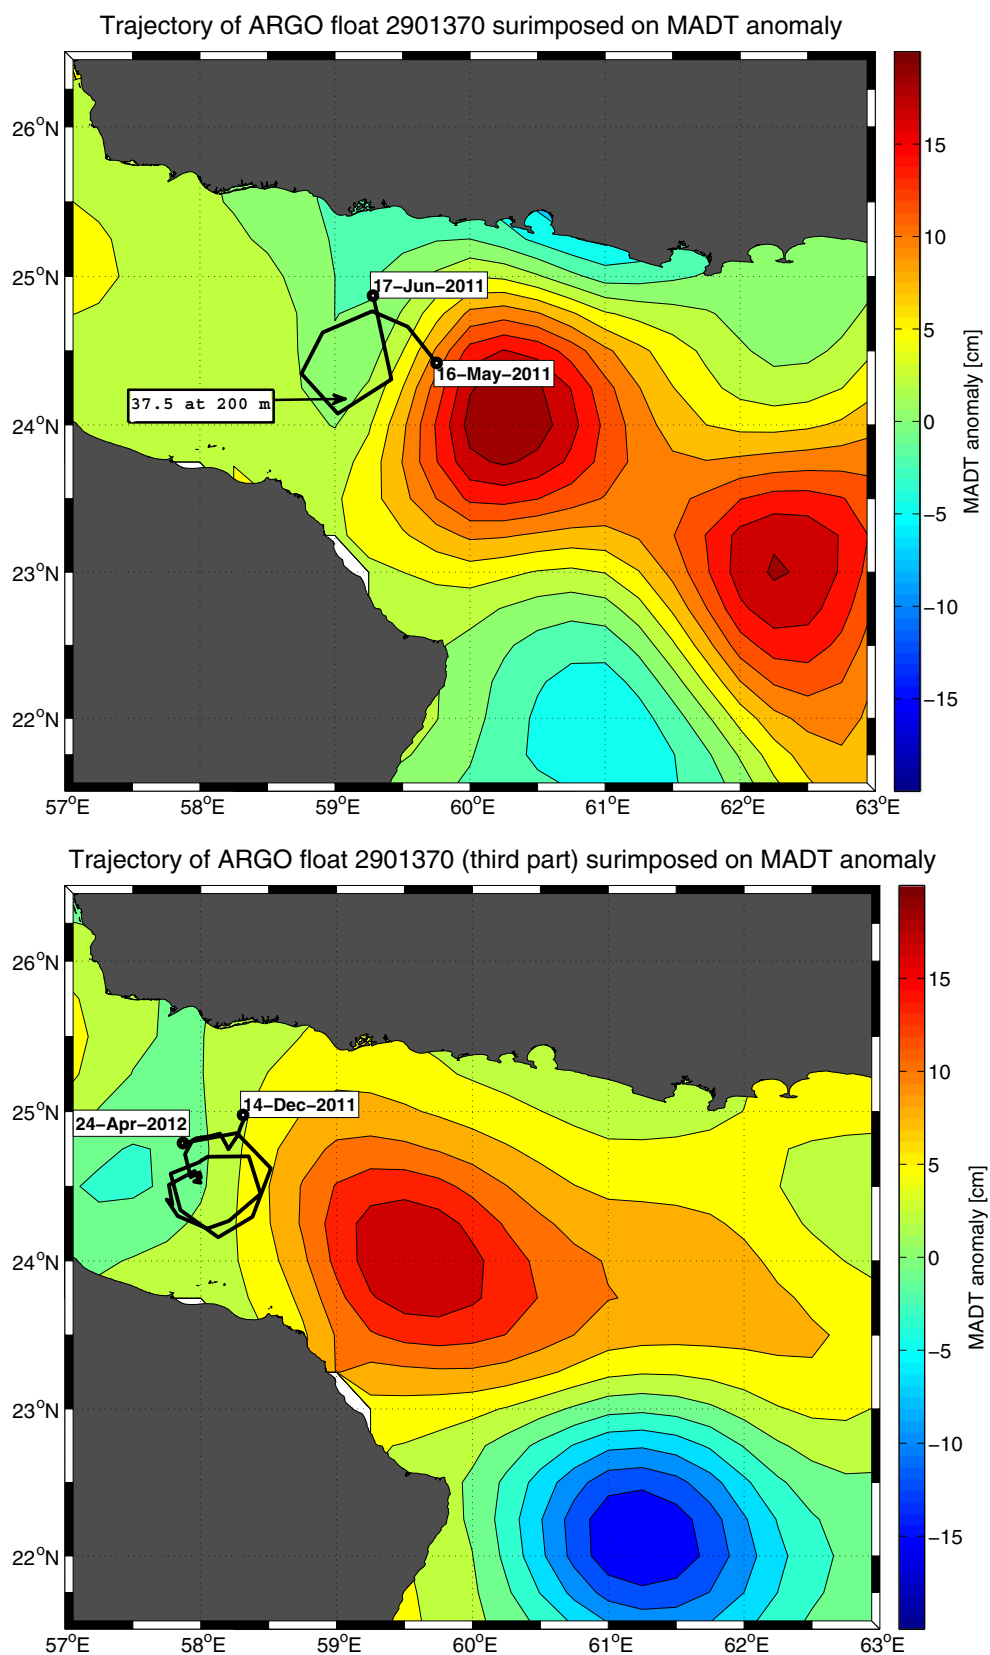 Trajectory of ARGO float 2901370 surimposed on MADT anomaly
26°N
25°N
24°N
23°N
22°N
17−Jun−2011
16−May−2011
37.5 at 200 m
57°E
58°E
59°E
60°E
61°E
62°E
63°E
15
10
5
0
−5
−10
−15
MADT anomaly [cm]
Trajectory of ARGO float 2901370 (third part) surimposed on MADT anomaly
26°N
25°N
24°N
23°N
22°N
14−Dec−2011
24−Apr−2012
57°E
58°E
59°E
60°E
61°E
62°E
63°E
15
10
5
0
−5
−10
−15
MADT anomaly [cm]